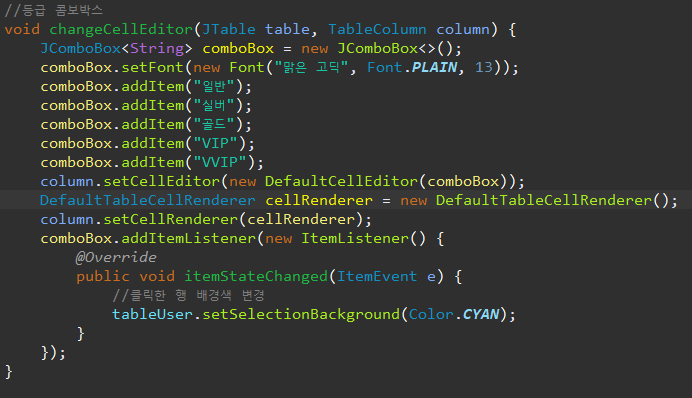 //등급 콤보박스
void changeCellEditor(JTable table, TableColumn column) {
JComboBox<String> comboBox = new JComboBox<>();
comboBox.setFont(new Font("맑은 고딕", Font.PLAIN, 13));
comboBox.addItem("일반");
comboBox.addItem("실버");
comboBox.addItem("골드");
comboBox.addItem("VIP");
comboBox.addItem("VVIP");
column.setCellEditor(new DefaultCellEditor(comboBox));
DefaultTableCellRenderer cellRenderer = new DefaultTableCellRenderer();
column.setCellRenderer(cellRenderer);
comboBox.addItemListener(new ItemListener() {
@Override
public void itemStateChanged(ItemEvent e) {
//클릭한 행 배경색 변경
tableUser.setSelectionBackground(Color.CYAN);
}
});
}